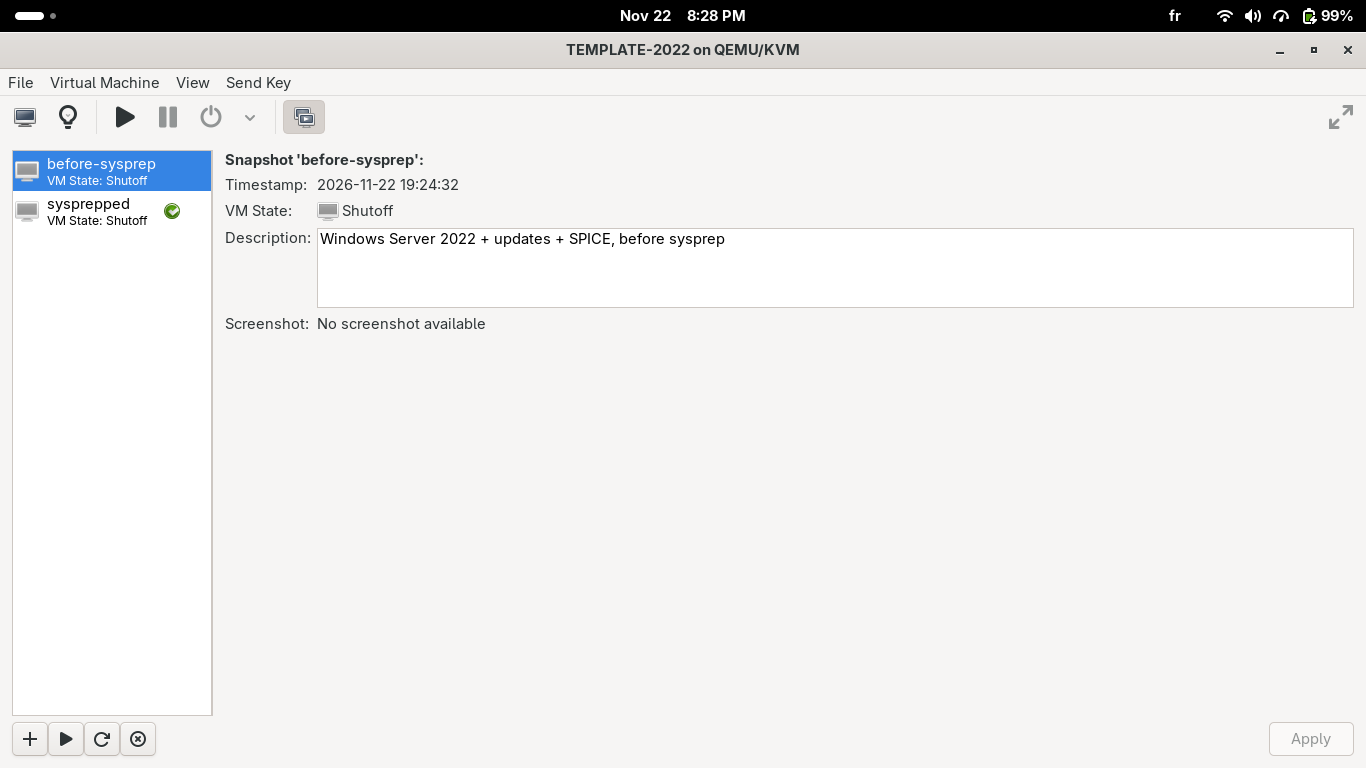 Nov 22 8:28 PM
fr
99%
TEMPLATE-2022 on QEMU/KVM
File Virtual Machine View Send Key
before-sysprep
VM State: Shutoff
sysprepped
VM State: Shutoff
Snapshot 'before-sysprep':
Timestamp: 2026-11-22 19:24:32
VM State: Shutoff
Description: Windows Server 2022 + updates + SPICE, before sysprep
Screenshot: No screenshot available
Apply